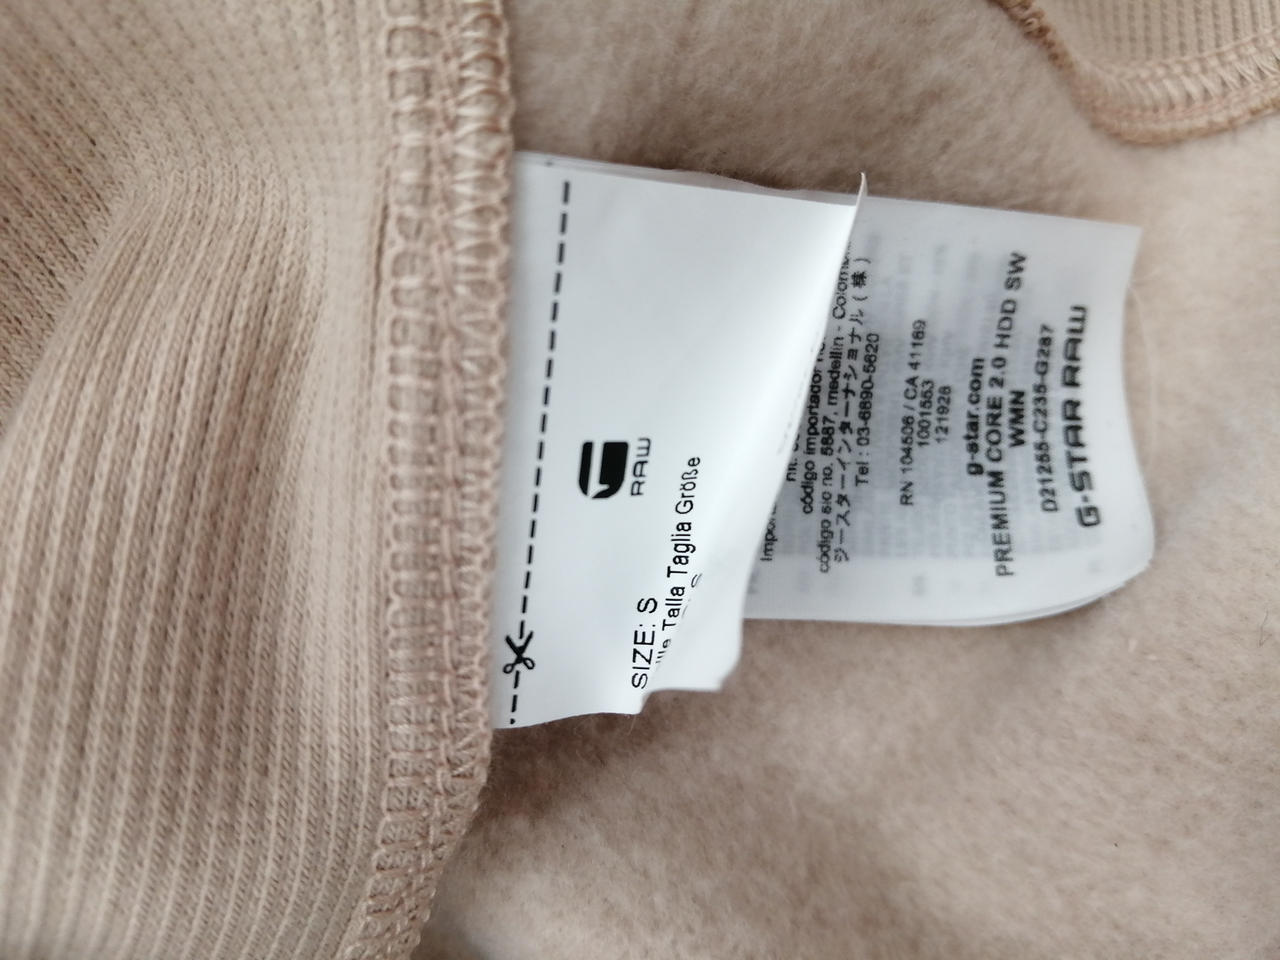 RAW
SIZE: S
Talla Taglia Größe
S
código importador no.
código sic no. 5887, medellin - Colom
ジースターインターナショナル(株)
Tel : 03-6890-5620
RN 104506 / CA 41169
1001553
121928
g-star.com
PREMIUM CORE 2.0 HDD SW
WMN
D21255-C235-G287
G-STAR RAW